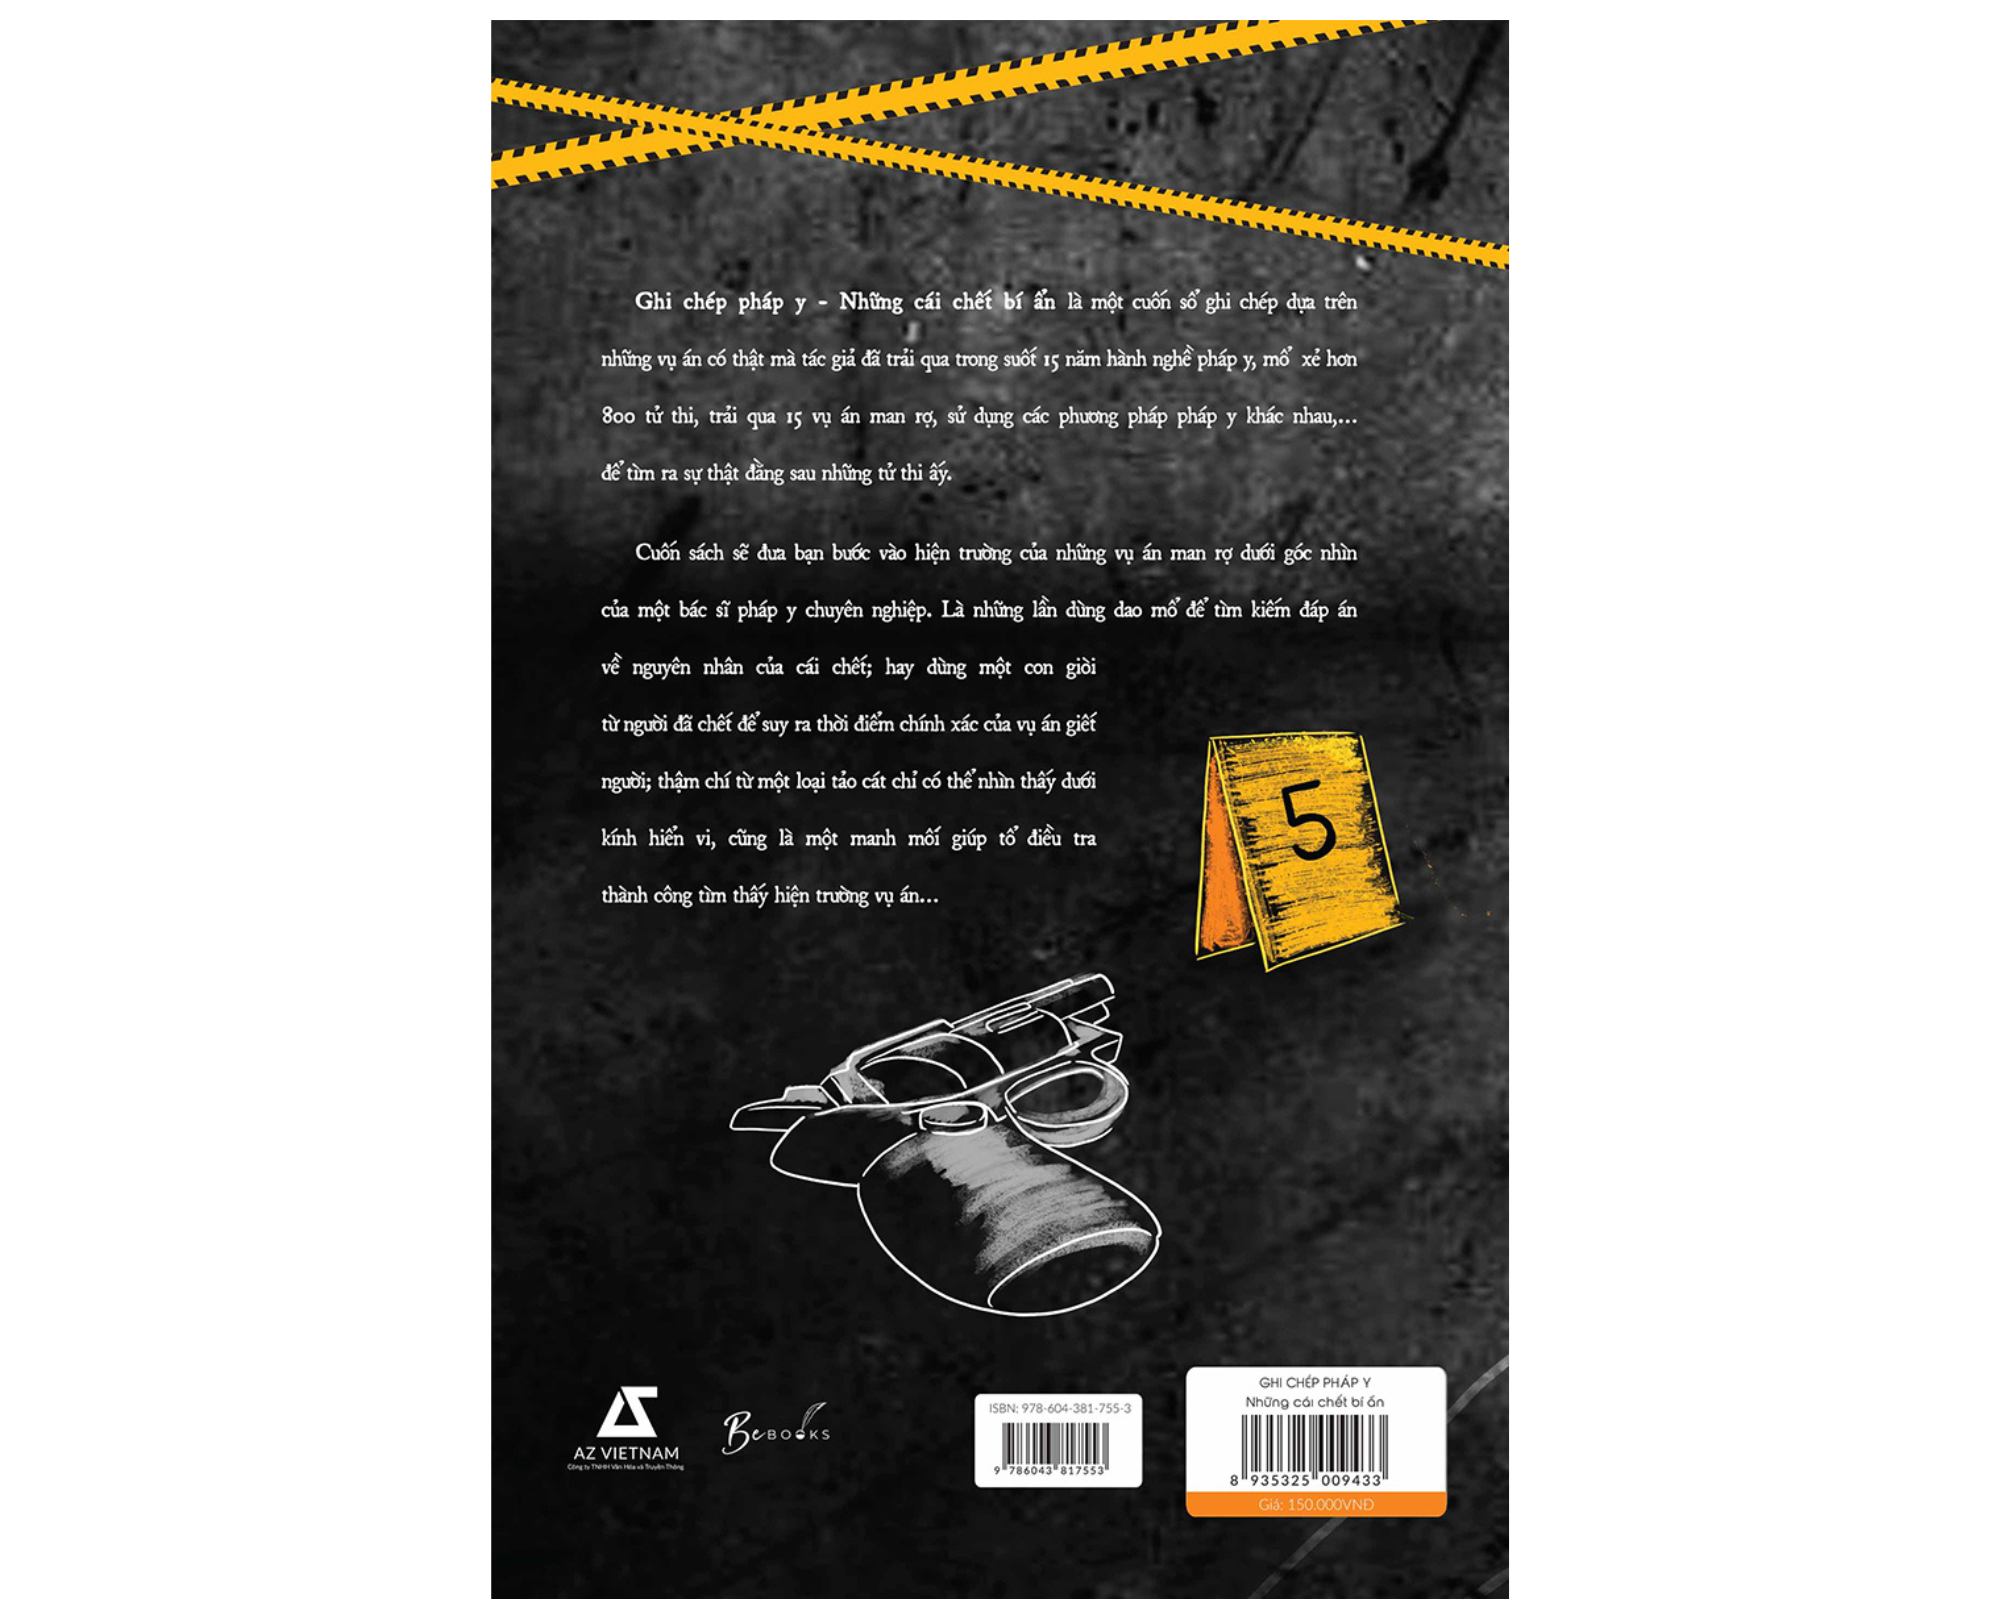 Ghi chép pháp y - Những cái chết bí ẩn là một cuốn sổ ghi chép dựa trên
những vụ án có thật mà tác giả đã trải qua trong suốt 15 năm hành nghề pháp y, mổ xẻ hơn
800 tử thi, trải qua 15 vụ án man rợ, sử dụng các phương pháp pháp y khác nhau,...
để tìm ra sự thật đằng sau những tử thi ấy.
Cuốn sách sẽ đưa bạn bước vào hiện trường của những vụ án man rợ dưới góc nhìn
của một bác sĩ pháp y chuyên nghiệp. Là những lần dùng dao mổ để tìm kiếm đáp án
về nguyên nhân của cái chết; hay dùng một con giòi
từ người đã chết để suy ra thời điểm chính xác của vụ án giết
người; thậm chí từ một loại tảo cát chỉ có thể nhìn thấy dưới
kính hiển vi, cũng là một manh mối giúp tổ điều tra
thành công tìm thấy hiện trường vụ án...
5
AZ VIETNAM
Công ty TNHH Văn Hóa và Truyền Thông
BeBOOKS
ISBN: 978-604-381-755-3
9 786043 817553
GHI CHÉP PHÁP Y
Những cái chết bí ẩn
8 935325 009433
Giá: 150.000VNĐ